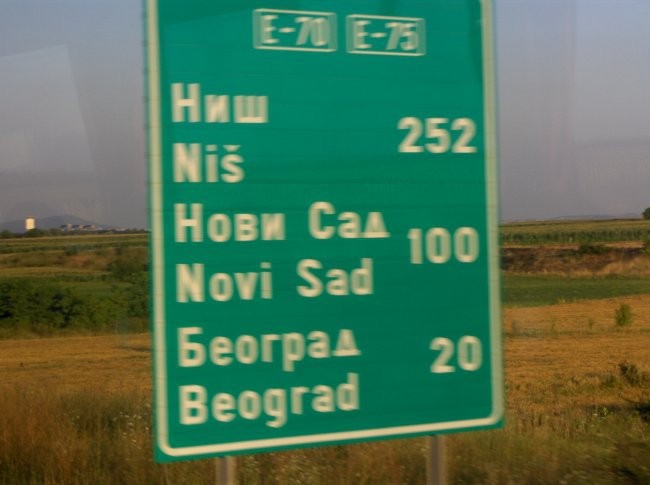 E-70 E-75
Ниш
252
Niš
Нови Сад
100
Novi Sad
Београд
20
Beograd